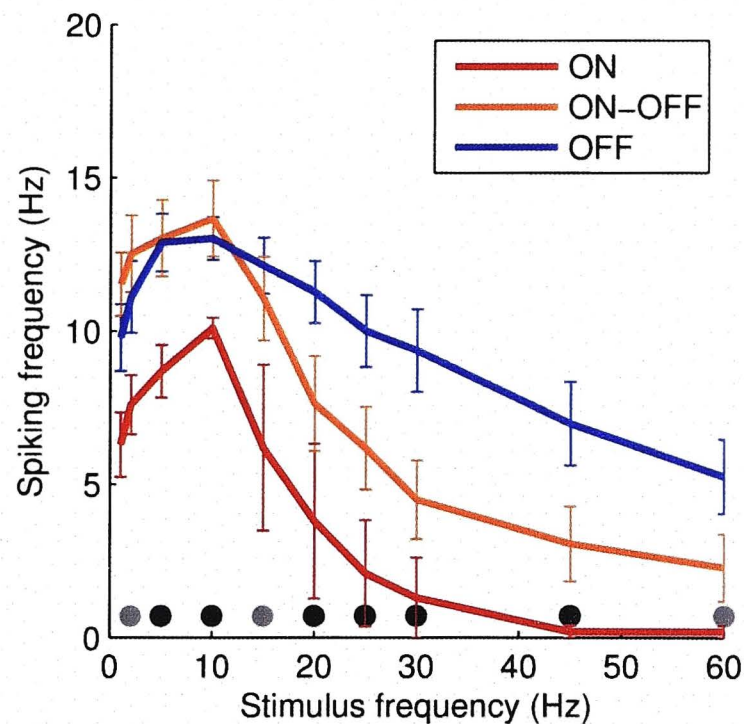 20
15
10
5
0
Spiking frequency (Hz)
ON
ON−OFF
OFF
0 10 20 30 40 50 60
Stimulus frequency (Hz)